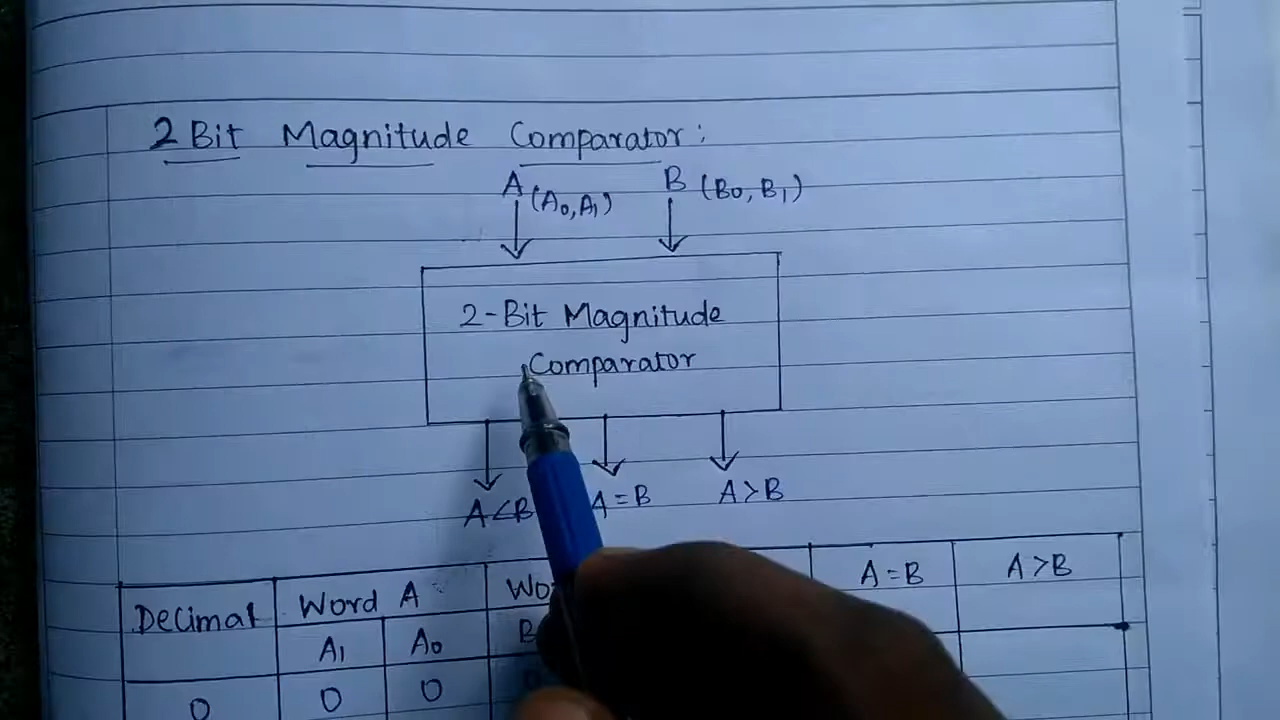 2 Bit Magnitude Comparator:
A (A0, A1) B (B0, B1)
2-Bit Magnitude
Comparator
A<B A=B A>B
Decimal Word A A=B A>B
A1 A0
0 0 0